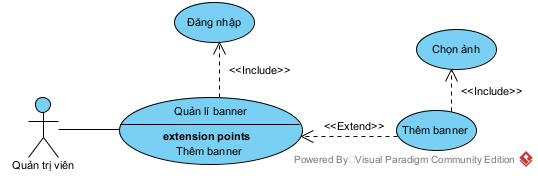 Đăng nhập
Chọn ảnh
<<Include>>
<<Include>>
Quản lí banner
<<Extend>>
extension points
Thêm banner
Thêm banner
Quản trị viên
Powered By Visual Paradigm Community Edition